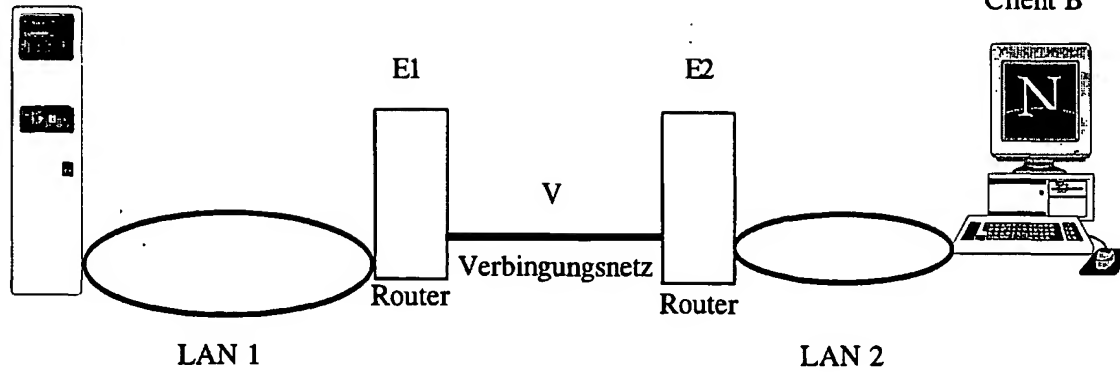 Client B
E1
E2
N
V
Verbingungsnetz
Router
Router
LAN 1
LAN 2